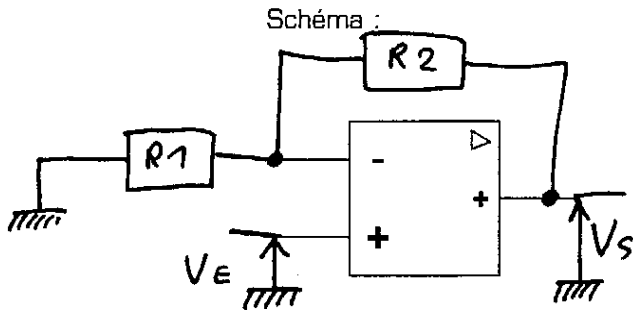 Schéma :
R2
R1
-
▷
+
+
VE
VS